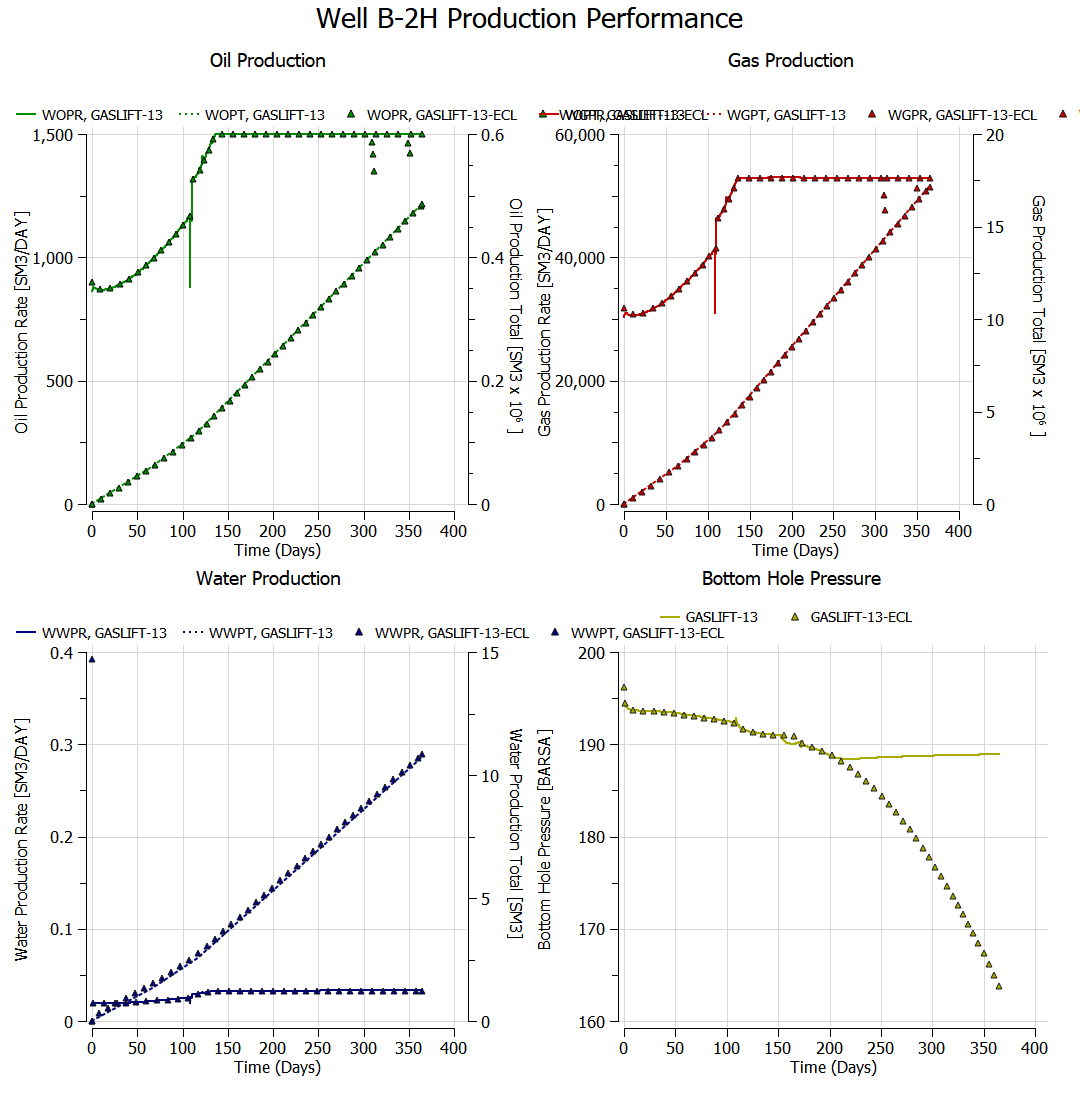 Well B-2H Production Performance
Oil Production
WOPR, GASLIFT-13 WOPT, GASLIFT-13 WOPR, GASLIFT-13-ECL WOPT, GASLIFT-13-ECL
1,500
1,000
500
0
Oil Production Rate [SM3/DAY]
0.6
0.4
0.2
0
Oil Production Total [SM3 x 10⁶ ]
0 50 100 150 200 250 300 350 400
Time (Days)
Gas Production
WGPR, GASLIFT-13 WGPT, GASLIFT-13 WGPR, GASLIFT-13-ECL
60,000
40,000
20,000
0
Gas Production Rate [SM3/DAY]
20
15
10
5
0
Gas Production Total [SM3 x 10⁶ ]
0 50 100 150 200 250 300 350 400
Time (Days)
Water Production
WWPR, GASLIFT-13 WWPT, GASLIFT-13 WWPR, GASLIFT-13-ECL WWPT, GASLIFT-13-ECL
0.4
0.3
0.2
0.1
0
Water Production Rate [SM3/DAY]
15
10
5
0
Water Production Total [SM3]
0 50 100 150 200 250 300 350 400
Time (Days)
Bottom Hole Pressure
GASLIFT-13 GASLIFT-13-ECL
200
190
180
170
160
Bottom Hole Pressure [BARSA]
0 50 100 150 200 250 300 350 400
Time (Days)